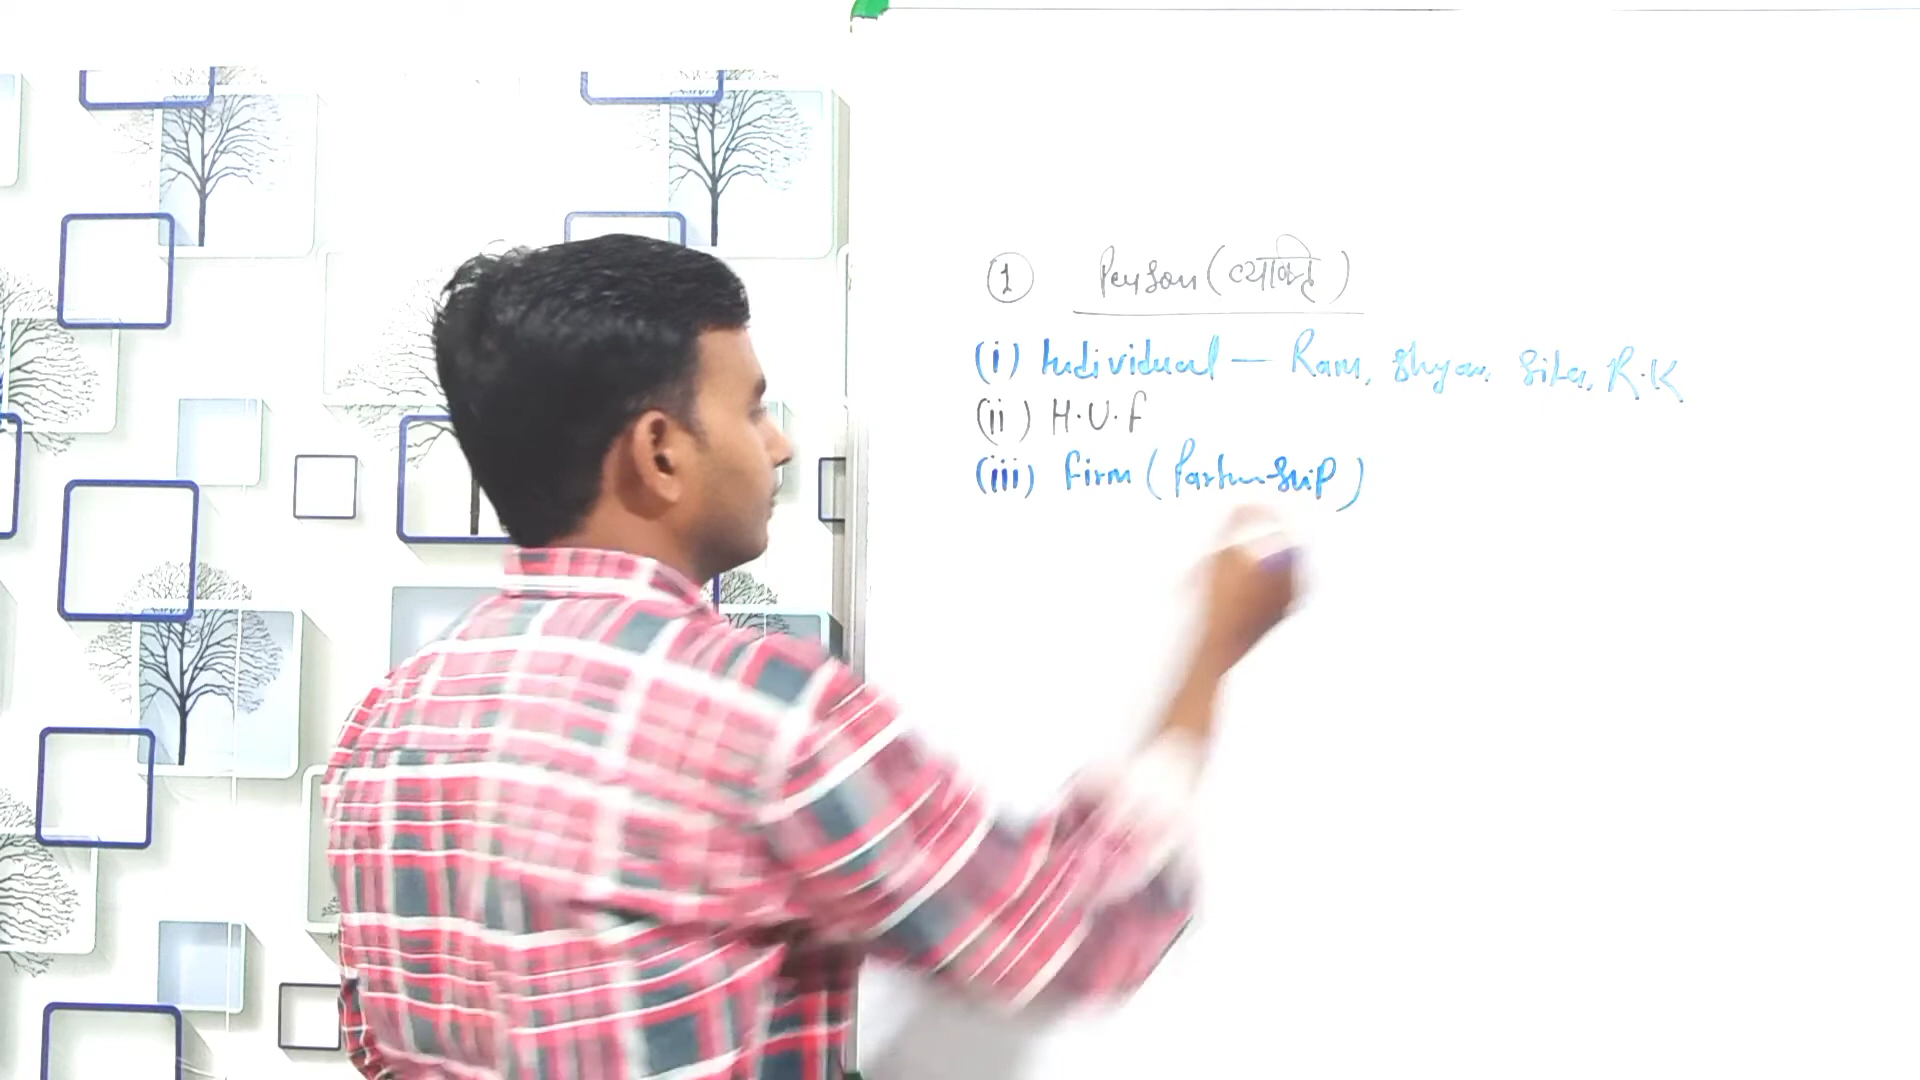 1 Person (व्यक्ति)
(i) Individual — Ram, Shyam, Sita, R.K
(ii) H.U.F
(iii) Firm (Partnership)